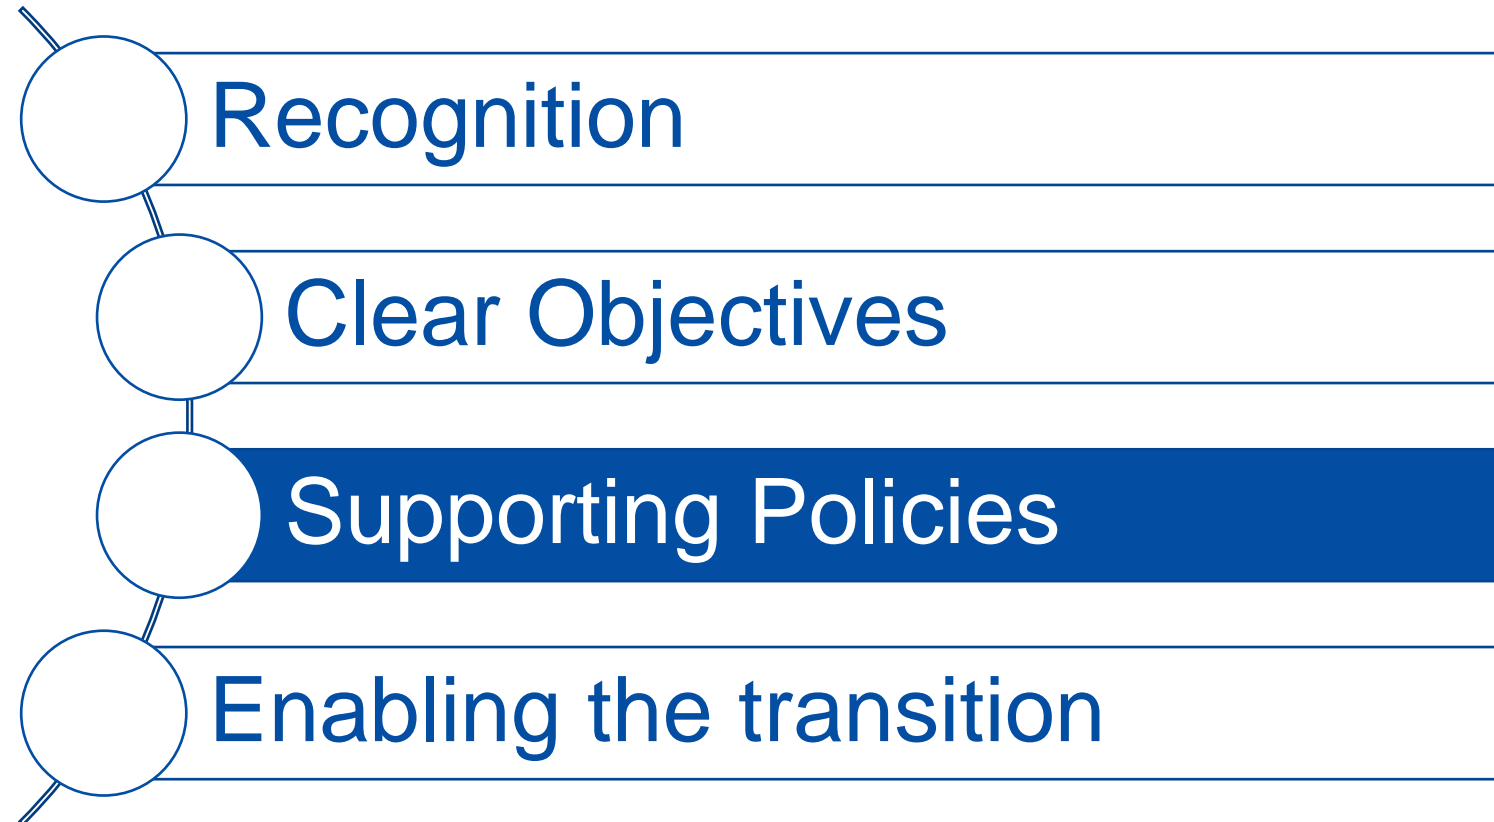 Recognition
Clear Objectives
Supporting Policies
Enabling the transition